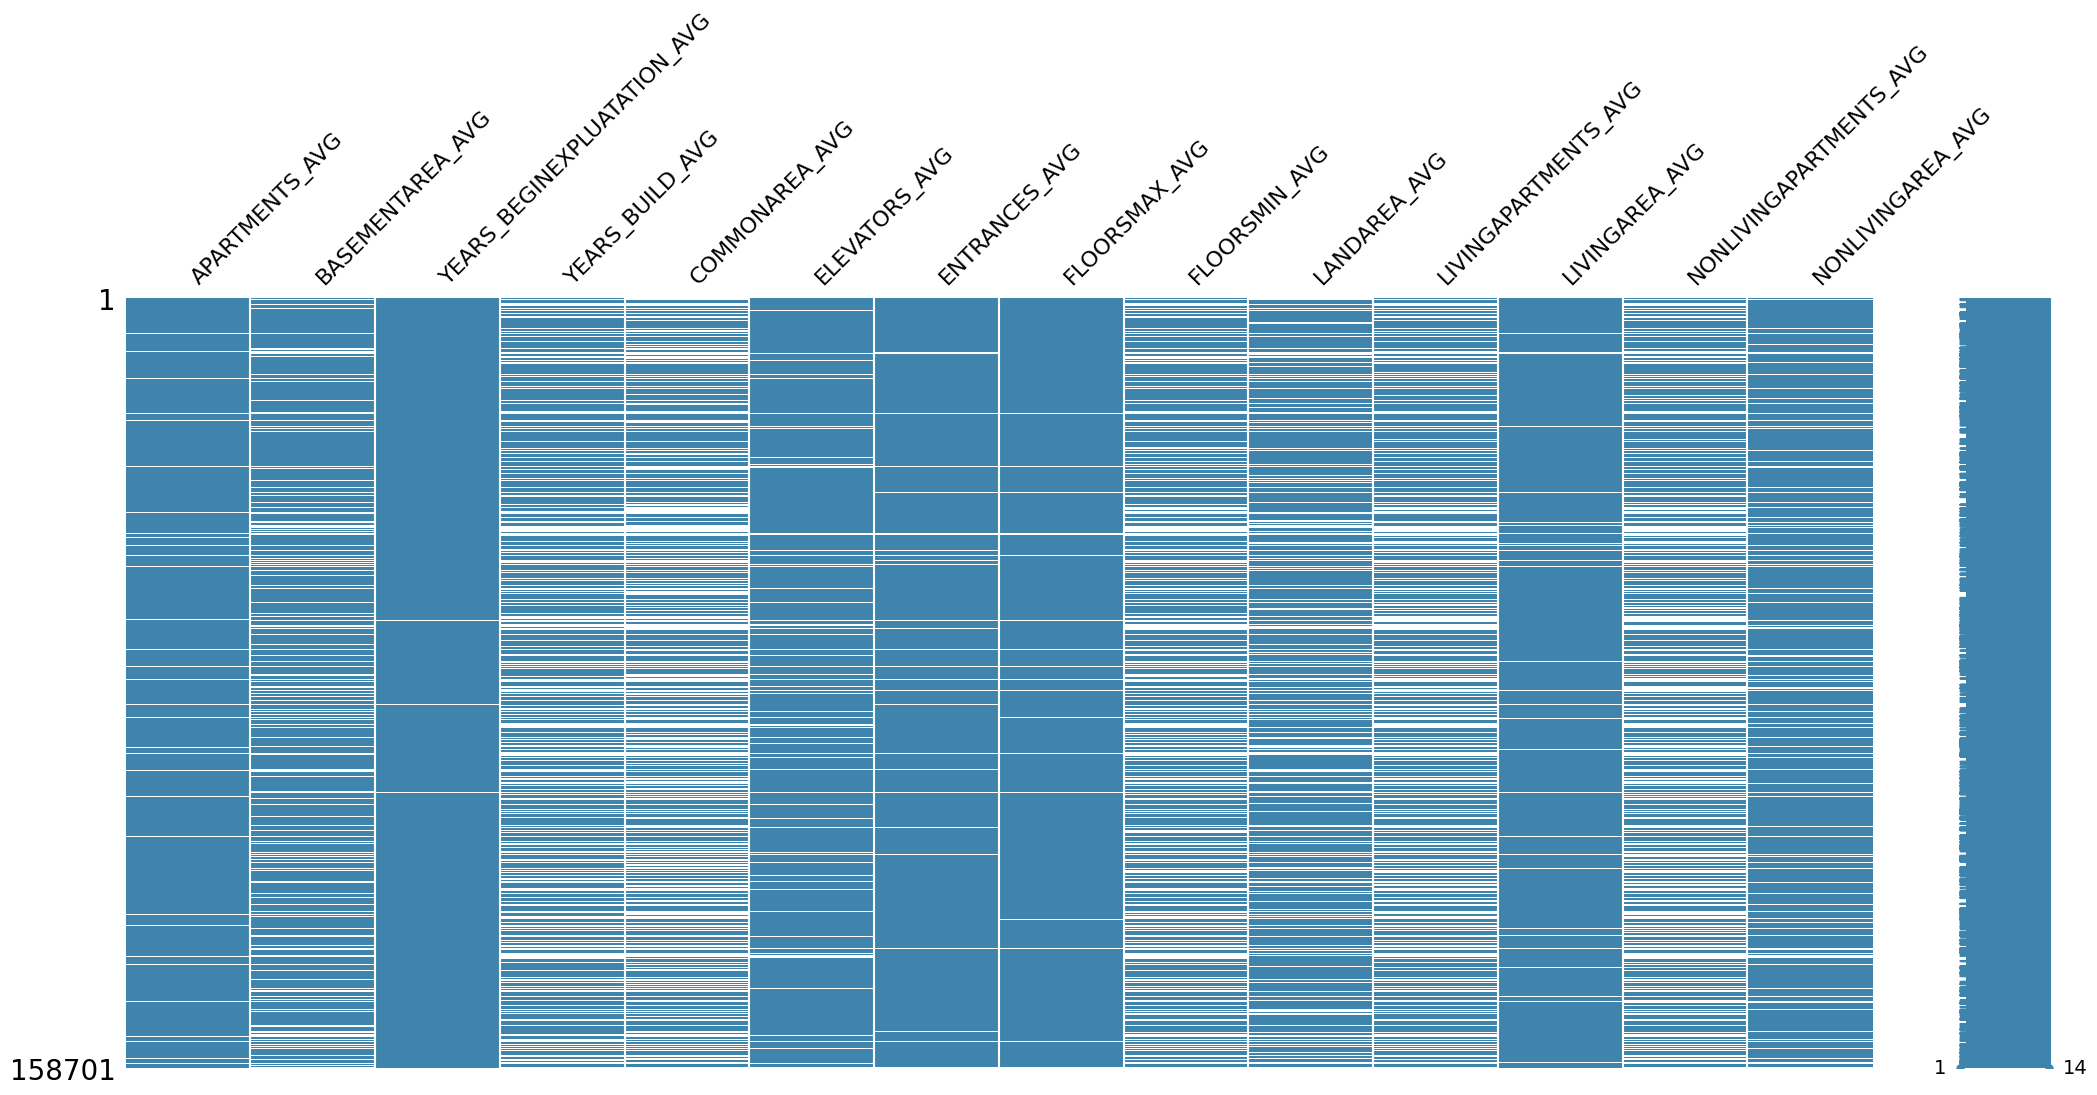 APARTMENTS_AVG
BASEMENTAREA_AVG
YEARS_BEGINEXPLUATATION_AVG
YEARS_BUILD_AVG
COMMONAREA_AVG
ELEVATORS_AVG
ENTRANCES_AVG
FLOORSMAX_AVG
FLOORSMIN_AVG
LANDAREA_AVG
LIVINGAPARTMENTS_AVG
LIVINGAREA_AVG
NONLIVINGAPARTMENTS_AVG
NONLIVINGAREA_AVG
1
158701
1
14